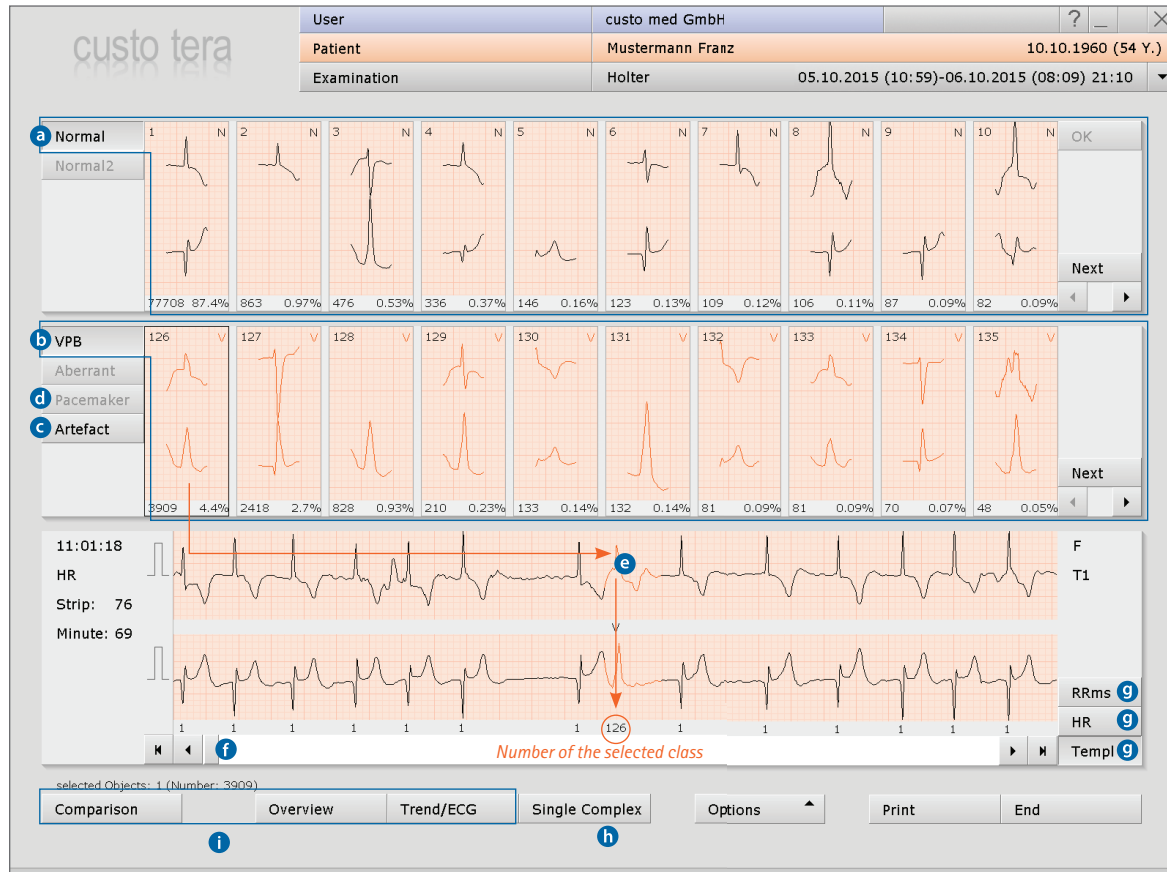 custo tera
User custo med GmbH ? _ X
Patient Mustermann Franz 10.10.1960 (54 Y.)
Examination Holter 05.10.2015 (10:59)-06.10.2015 (08:09) 21:10
a Normal 1 N 2 N 3 N 4 N 5 N 6 N 7 N 8 N 9 N 10 N OK
Normal2
Next
77708 87.4% 863 0.97% 476 0.53% 336 0.37% 146 0.16% 123 0.13% 109 0.12% 106 0.11% 87 0.09% 82 0.09%
b VPB 126 V 127 V 128 V 129 V 130 V 131 V 132 V 133 V 134 V 135 V
Aberrant
d Pacemaker
c Artefact
Next
3909 4.4% 2418 2.7% 828 0.93% 210 0.23% 133 0.14% 132 0.14% 81 0.09% 81 0.09% 70 0.07% 48 0.05%
11:01:18 F
HR e T1
Strip: 76
Minute: 69 V
RRms g
1 1 1 1 1 1 1 126 1 1 1 1 1 HR g
f Number of the selected class Templ g
selected Objects: 1 (Number: 3909)
Comparison Overview Trend/ECG Single Complex Options Print End
i h